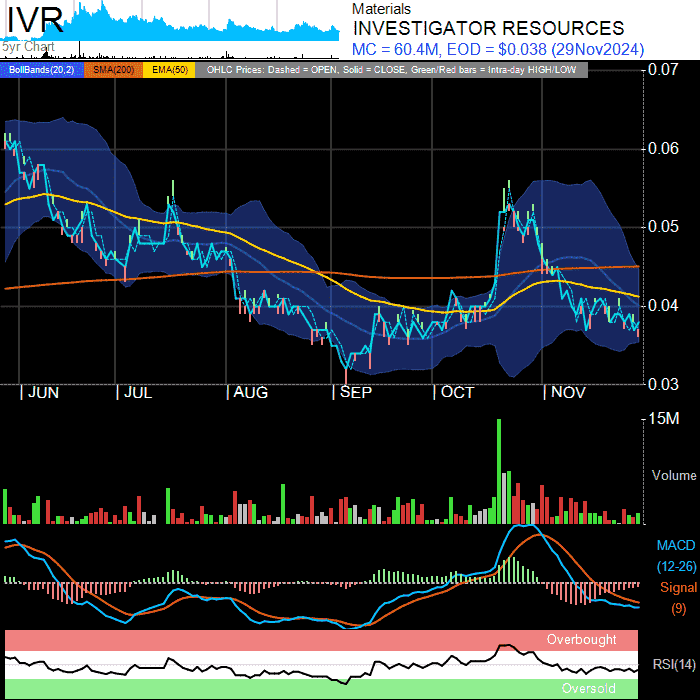 IVR
5yr Chart
Materials
INVESTIGATOR RESOURCES
MC = 60.4M, EOD = $0.038 (29Nov2024)
BollBands(20,2) SMA(200) EMA(50) OHLC Prices: Dashed = OPEN, Solid = CLOSE, Green/Red bars = Intra-day HIGH/LOW
0.07
0.06
0.05
0.04
0.03
| JUN | JUL | AUG | SEP | OCT | NOV
15M
Volume
MACD
(12-26)
Signal
(9)
Overbought
RSI(14)
Oversold